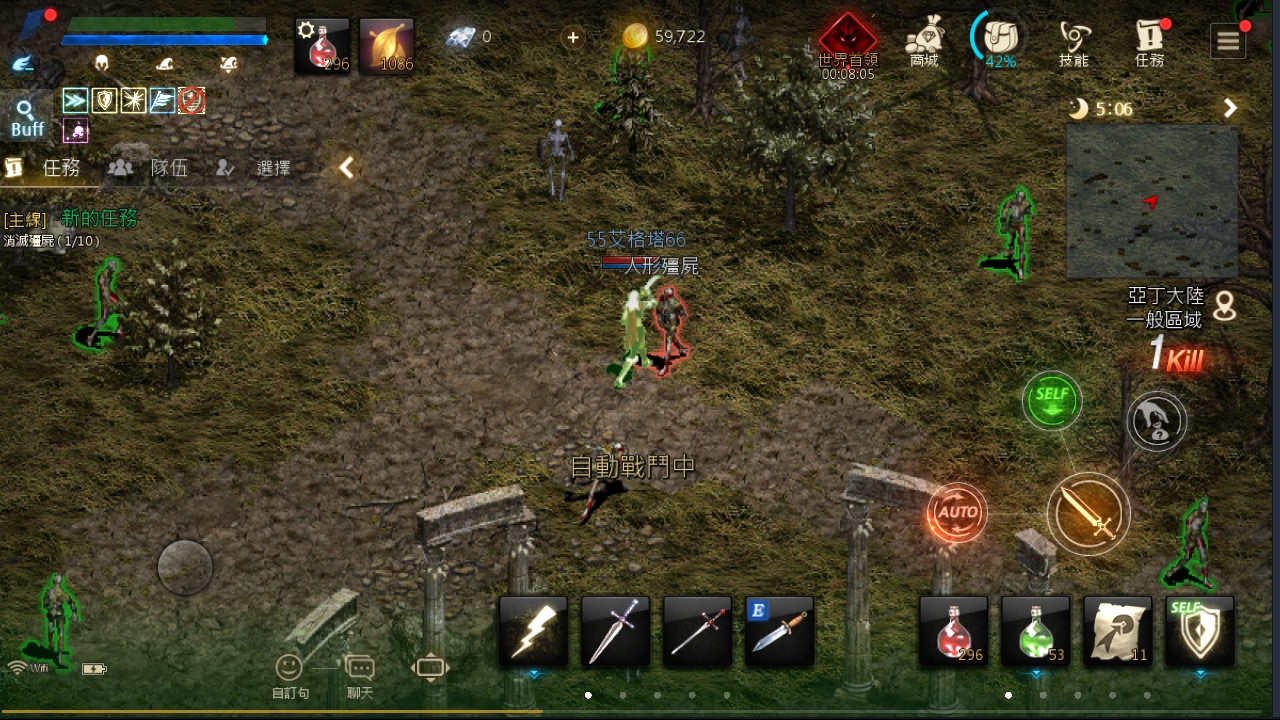 296
1086
0
59,722
世界首領
00:08:05
商城
42%
技能
任務
Buff
5:06
任務
隊伍
選擇
[主線] 新的任務
消滅殭屍 (1/10)
55艾格塔66
人形殭屍
亞丁大陸
一般區域
1 Kill
SELF
自動戰鬥中
AUTO
E
296
53
11
SELF
Wifi
自訂句
聊天